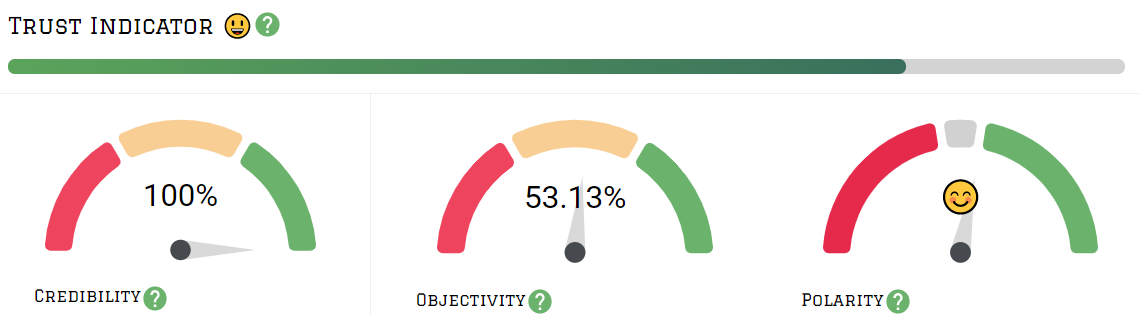 Trust Indicator ?
100%
53.13%
Credibility ?
Objectivity ?
Polarity ?